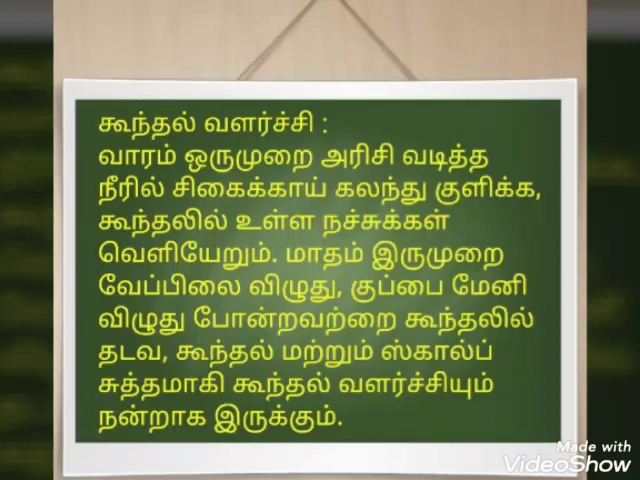 கூந்தல் வளர்ச்சி :
வாரம் ஒருமுறை அரிசி வடித்த
நீரில் சிகைக்காய் கலந்து குளிக்க,
கூந்தலில் உள்ள நச்சுக்கள்
வெளியேறும். மாதம் இருமுறை
வேப்பிலை விழுது, குப்பை மேனி
விழுது போன்றவற்றை கூந்தலில்
தடவ, கூந்தல் மற்றும் ஸ்கால்ப்
சுத்தமாகி கூந்தல் வளர்ச்சியும்
நன்றாக இருக்கும்.
Made with
VideoShow